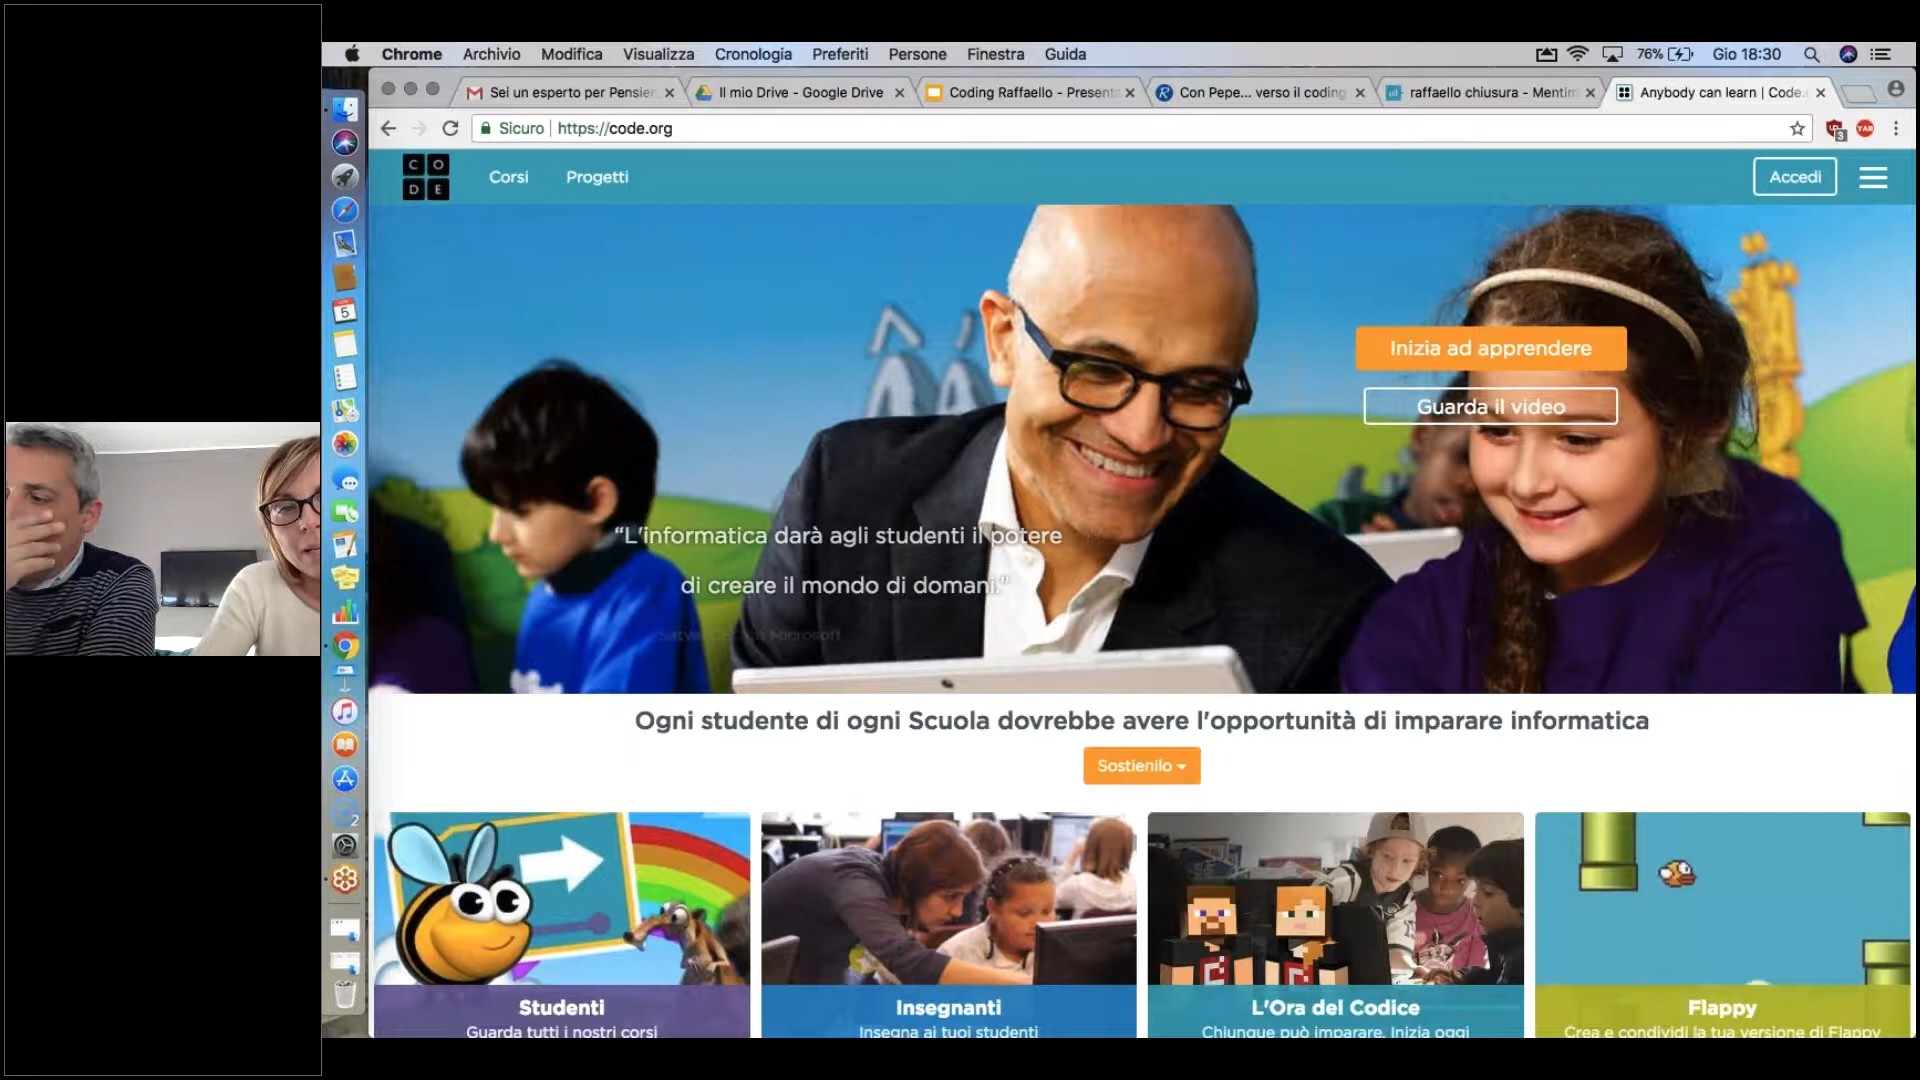 Chrome Archivio Modifica Visualizza Cronologia Preferiti Persone Finestra Guida 76% Gio 18:30
Sei un esperto per Pensier
Il mio Drive - Google Drive
Coding Raffaello - Present
Con Pepe... verso il coding
raffaello chiusura - Mentim
Anybody can learn | Code.
Sicuro https://code.org
3
YAB
CODE
Corsi
Progetti
Accedi
5
Inizia ad apprendere
Guarda il video
“L'informatica darà agli studenti il potere
di creare il mondo di domani.”
Microsoft
Ogni studente di ogni Scuola dovrebbe avere l'opportunità di imparare informatica
Sostienilo
2
Studenti
Guarda tutti i nostri corsi
Insegnanti
Insegna ai tuoi studenti
L'Ora del Codice
Chiunque può imparare. Inizia oggi
Flappy
Crea e condividi la tua versione di Flappy